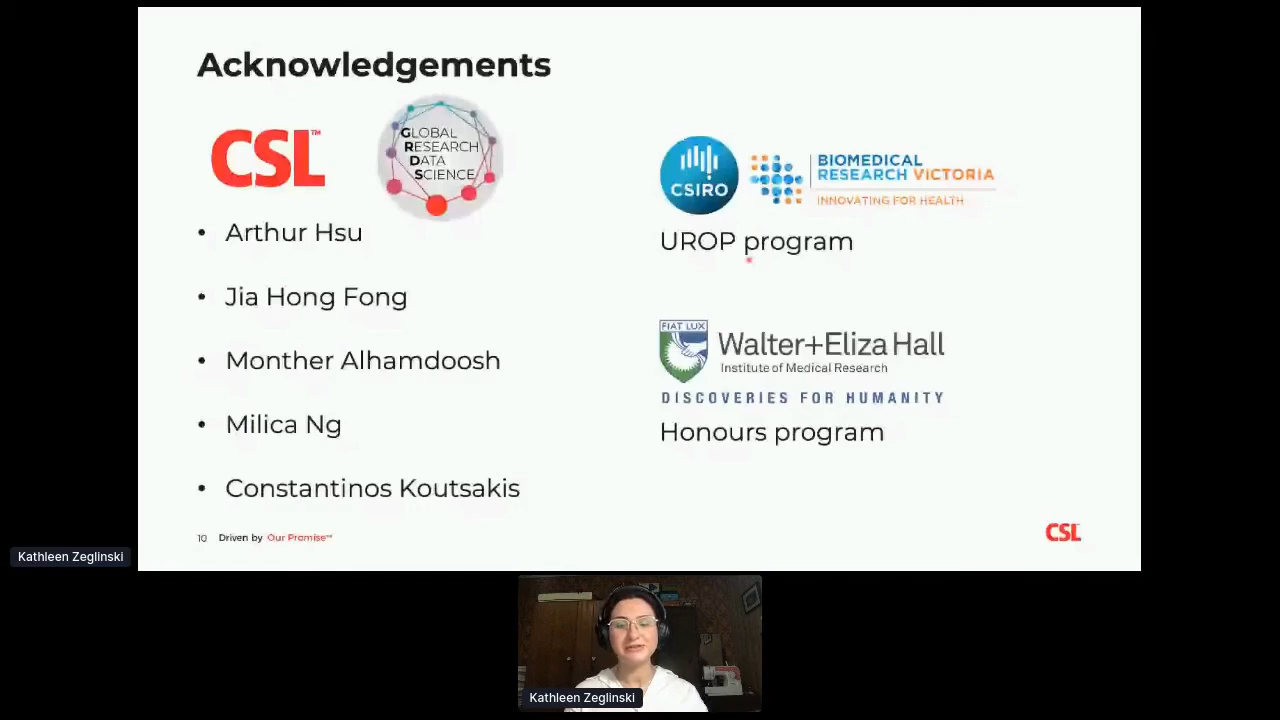 Acknowledgements
CSL™
GLOBAL
RESEARCH
DATA
SCIENCE
• Arthur Hsu
• Jia Hong Fong
• Monther Alhamdoosh
• Milica Ng
• Constantinos Koutsakis
CSIRO
BIOMEDICAL
RESEARCH VICTORIA
INNOVATING FOR HEALTH
UROP program
FIAT LUX
Walter+Eliza Hall
Institute of Medical Research
DISCOVERIES FOR HUMANITY
Honours program
10 Driven by Our Promise™
CSL
Kathleen Zeglinski
Kathleen Zeglinski